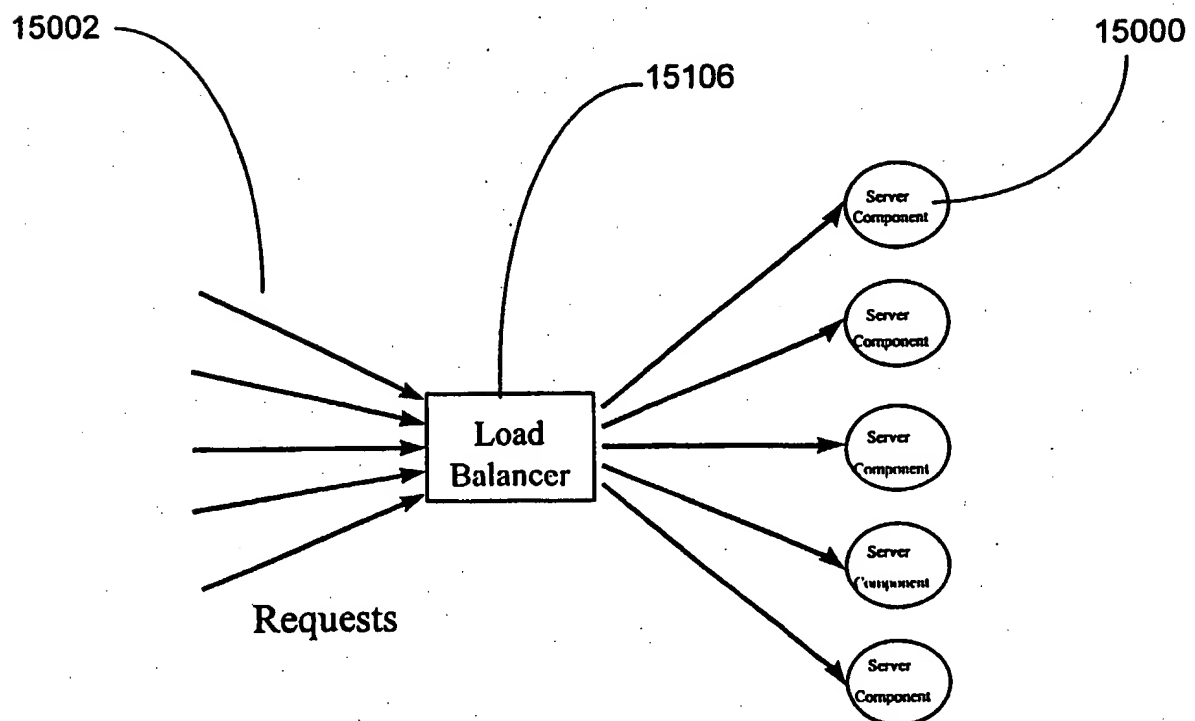 15002
15000
15106
Server
Component
Server
Component
Load
Balancer
Server
Component
Server
Component
Requests
Server
Component